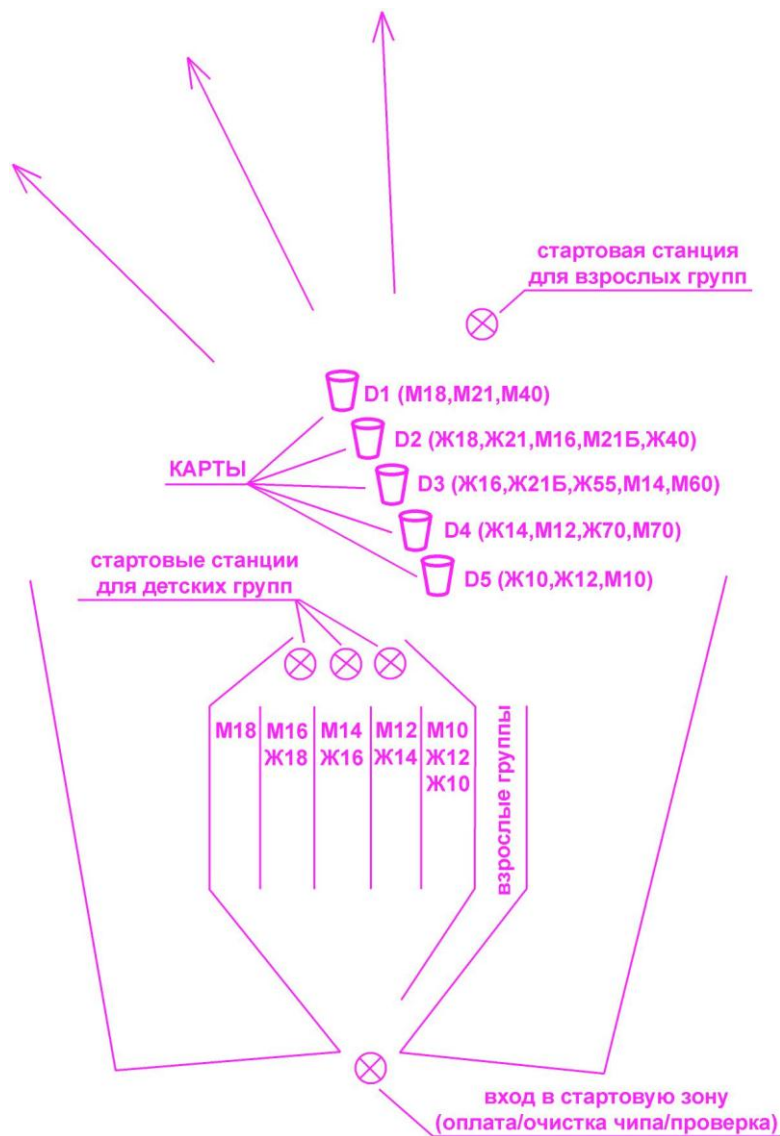 стартовая станция
для взрослых групп
D1 (М18,М21,М40)
D2 (Ж18,Ж21,М16,М21Б,Ж40)
КАРТЫ
D3 (Ж16,Ж21Б,Ж55,М14,М60)
D4 (Ж14,М12,Ж70,М70)
стартовые станции
для детских групп
D5 (Ж10,Ж12,М10)
М18
М16
Ж18
М14
Ж16
М12
Ж14
М10
Ж12
Ж10
взрослые группы
вход в стартовую зону
(оплата/очистка чипа/проверка)